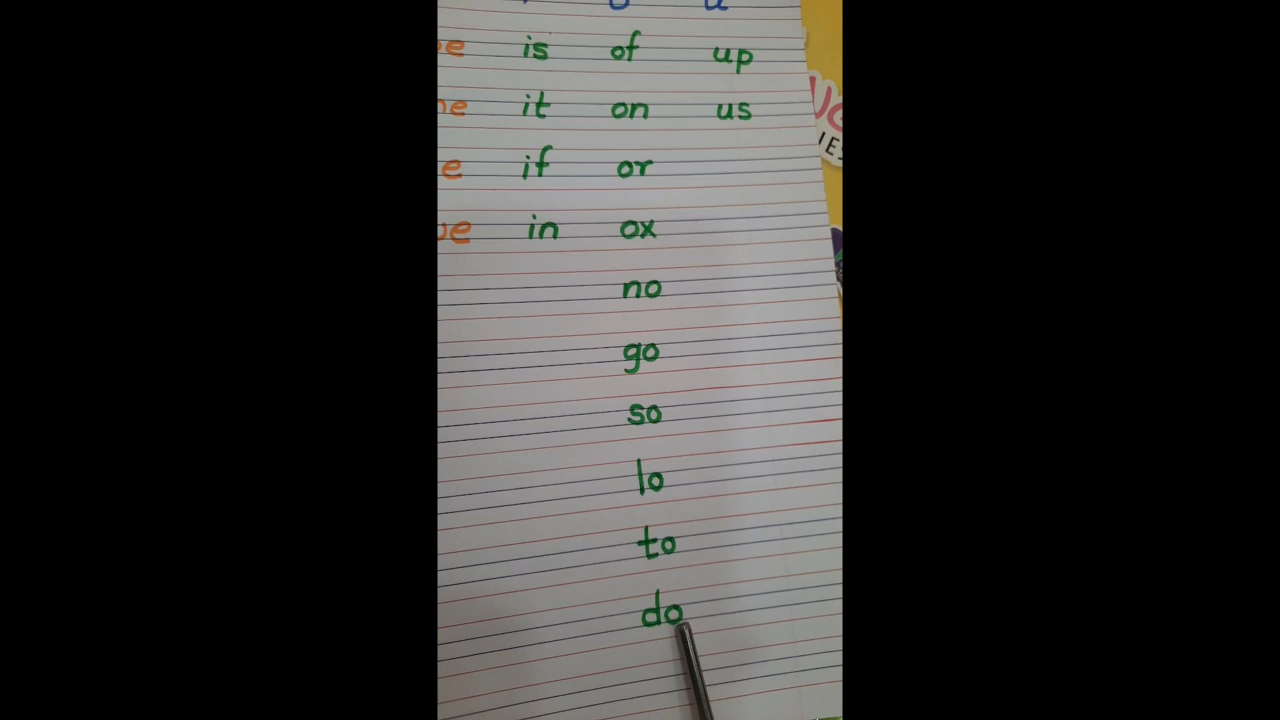 is of up
it on us
if or
in ox
no
go
so
lo
to
do